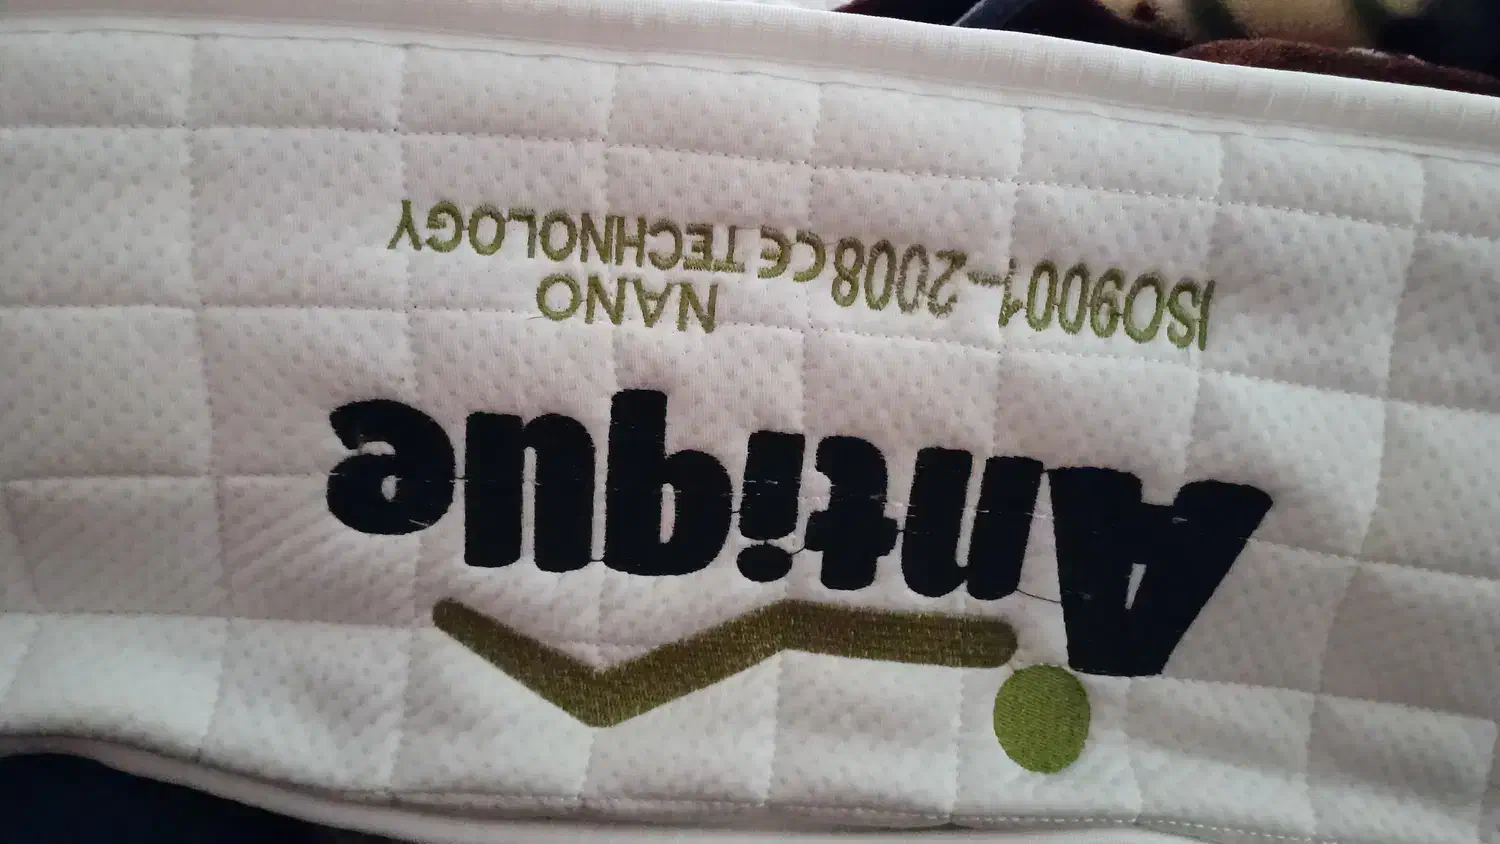 Antique
NANO
ISO9001-2008 CE TECHNOLOGY